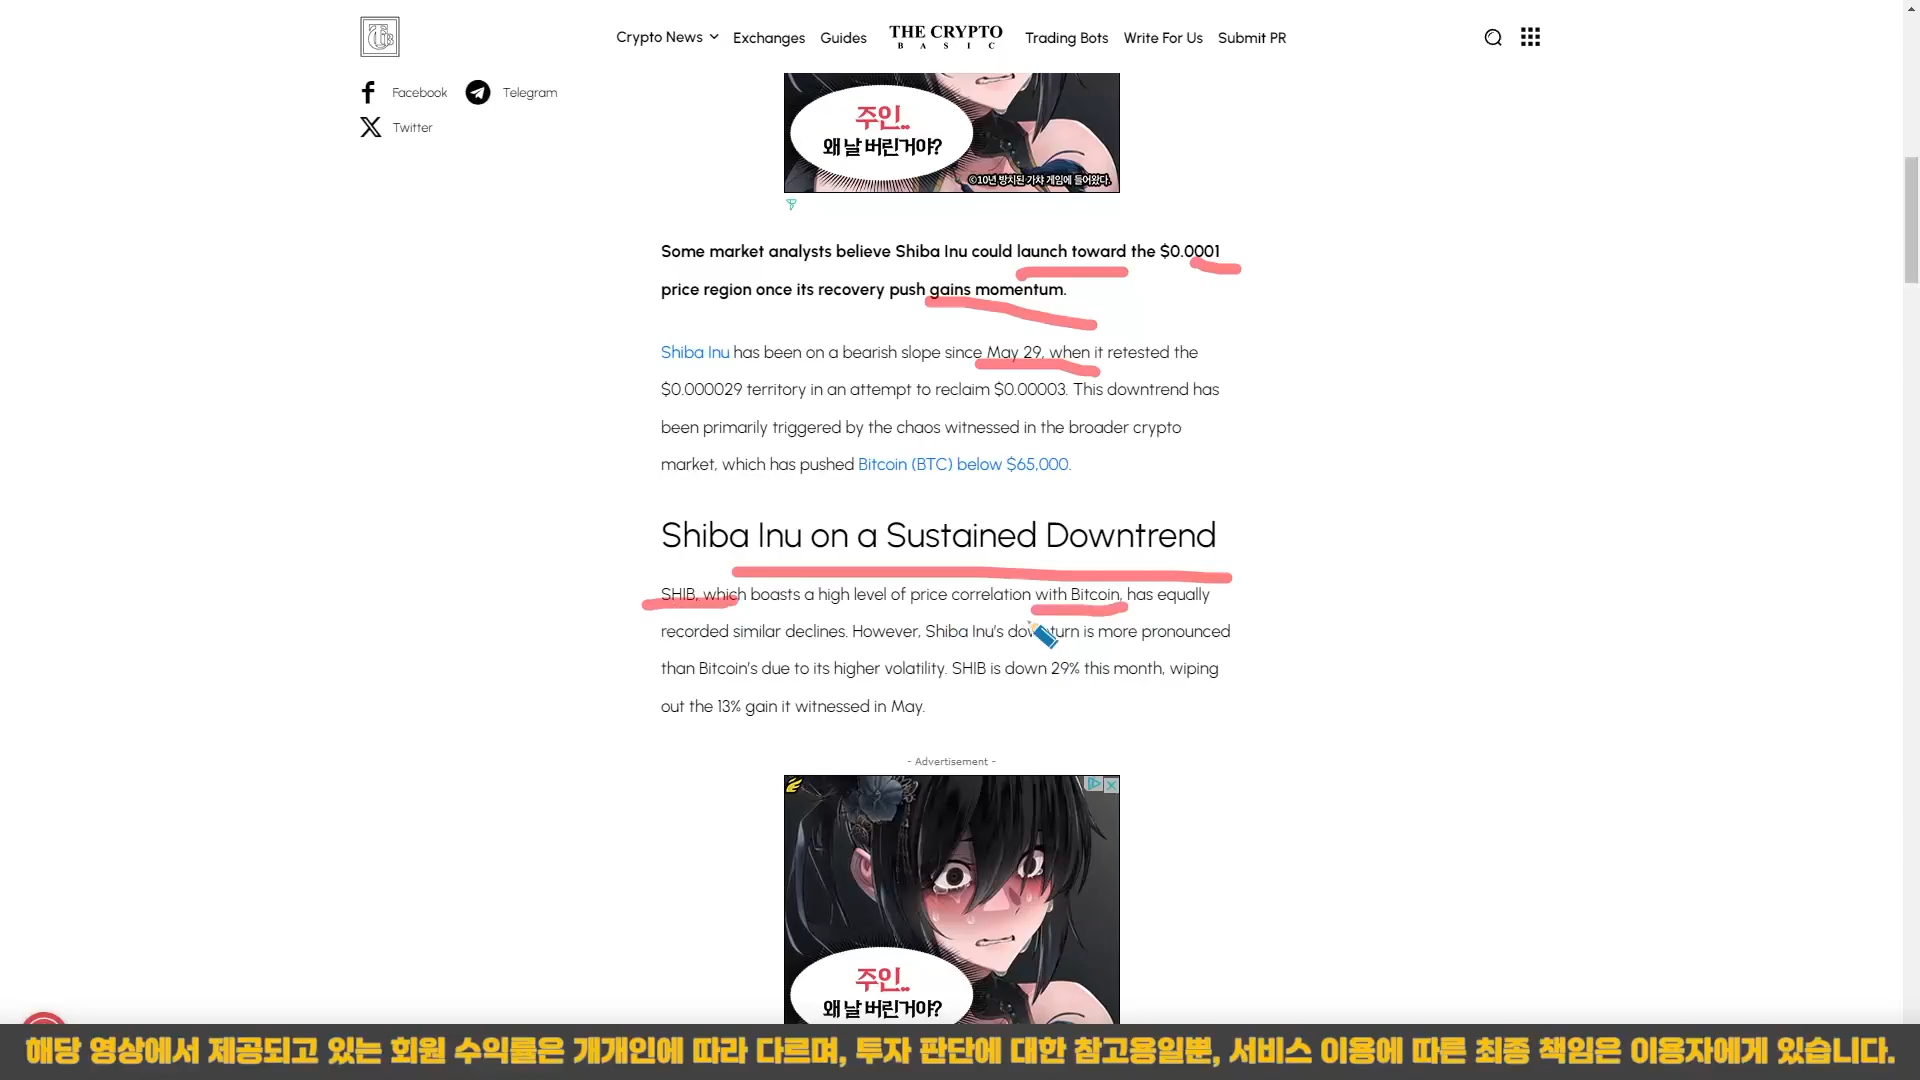 Crypto News
Exchanges
Guides
THE CRYPTO
BASIC
Trading Bots
Write For Us
Submit PR
Facebook
Telegram
Twitter
주인..
왜 날 버린거야?
©10년 방치된 가챠 게임에 들어왔다.
Some market analysts believe Shiba Inu could launch toward the $0.0001
price region once its recovery push gains momentum.
Shiba Inu has been on a bearish slope since May 29, when it retested the
$0.000029 territory in an attempt to reclaim $0.00003. This downtrend has
been primarily triggered by the chaos witnessed in the broader crypto
market, which has pushed Bitcoin (BTC) below $65,000.
Shiba Inu on a Sustained Downtrend
SHIB, which boasts a high level of price correlation with Bitcoin, has equally
recorded similar declines. However, Shiba Inu's downturn is more pronounced
than Bitcoin's due to its higher volatility. SHIB is down 29% this month, wiping
out the 13% gain it witnessed in May.
- Advertisement -
주인..
왜 날 버린거야?
해당 영상에서 제공되고 있는 회원 수익률은 개개인에 따라 다르며, 투자 판단에 대한 참고용일뿐, 서비스 이용에 따른 최종 책임은 이용자에게 있습니다.